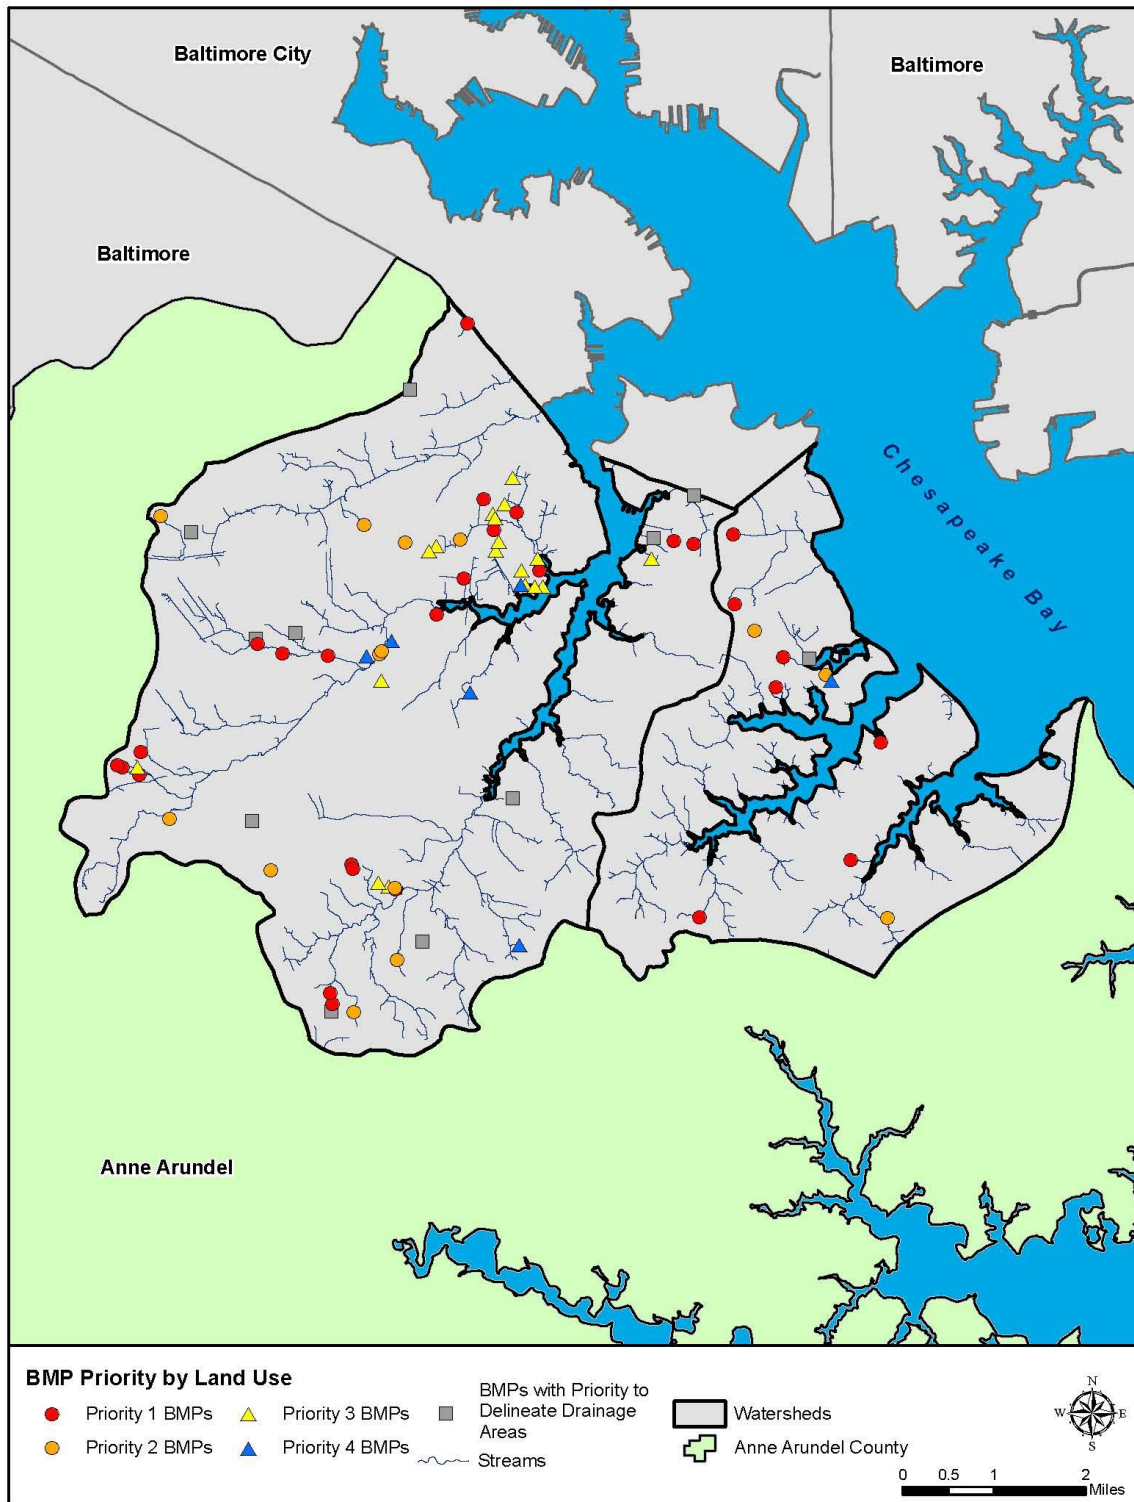 Baltimore City
Baltimore
Baltimore
Chesapeake Bay
Anne Arundel
BMP Priority by Land Use
Priority 1 BMPs
Priority 2 BMPs
Priority 3 BMPs
Priority 4 BMPs
BMPs with Priority to
Delineate Drainage
Areas
Streams
Watersheds
Anne Arundel County
N
W E
S
0 0.5 1 2
Miles